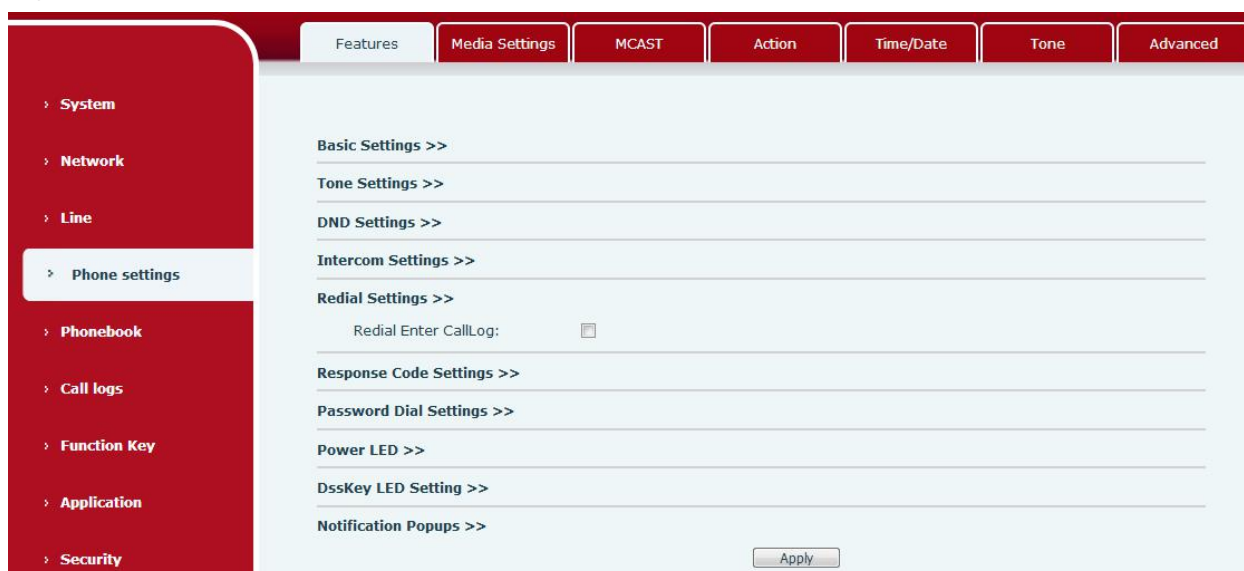 Features
Media Settings
MCAST
Action
Time/Date
Tone
Advanced
› System
› Network
› Line
› Phone settings
› Phonebook
› Call logs
› Function Key
› Application
› Security
Basic Settings >>
Tone Settings >>
DND Settings >>
Intercom Settings >>
Redial Settings >>
Redial Enter CallLog:
Response Code Settings >>
Password Dial Settings >>
Power LED >>
DssKey LED Setting >>
Notification Popups >>
Apply